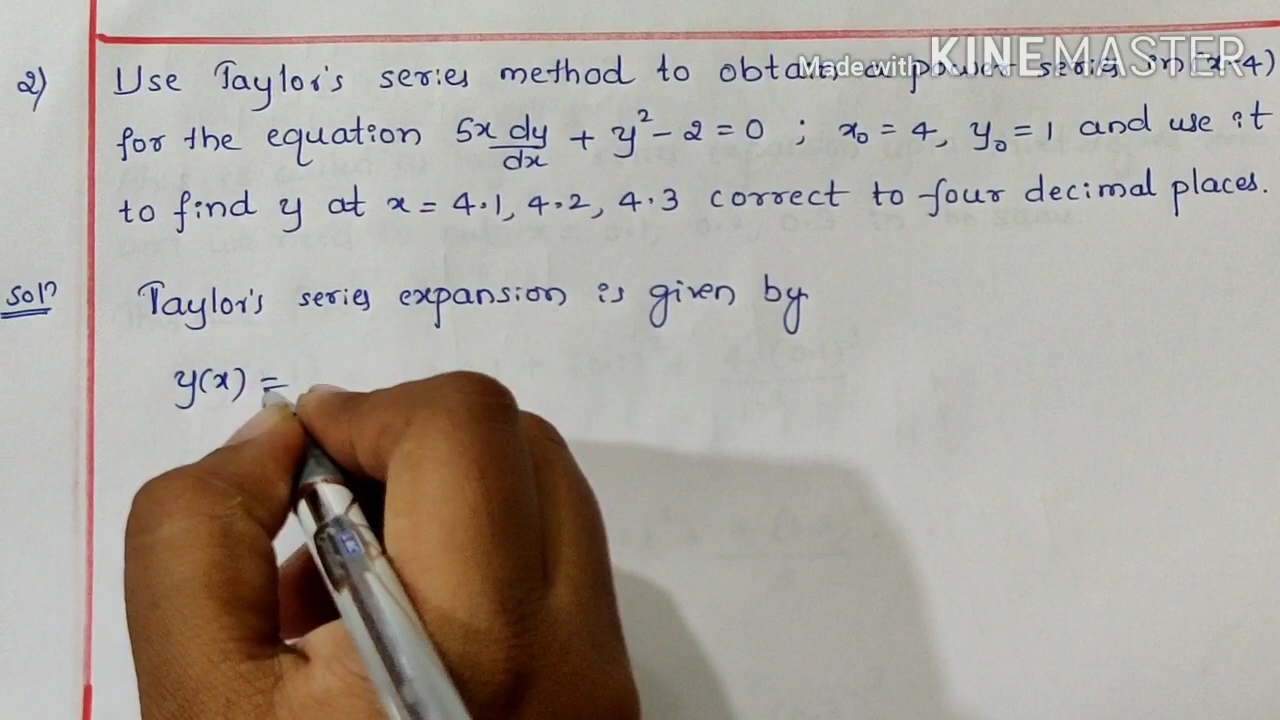 Made with KINEMASTER
2) Use Taylor's series method to obtain a power series in (x-4)
for the equation 5x dy/dx + y² - 2 = 0 ; x₀ = 4, y₀ = 1 and use it
to find y at x = 4.1, 4.2, 4.3 correct to four decimal places.
Solⁿ Taylor's series expansion is given by
y(x) =